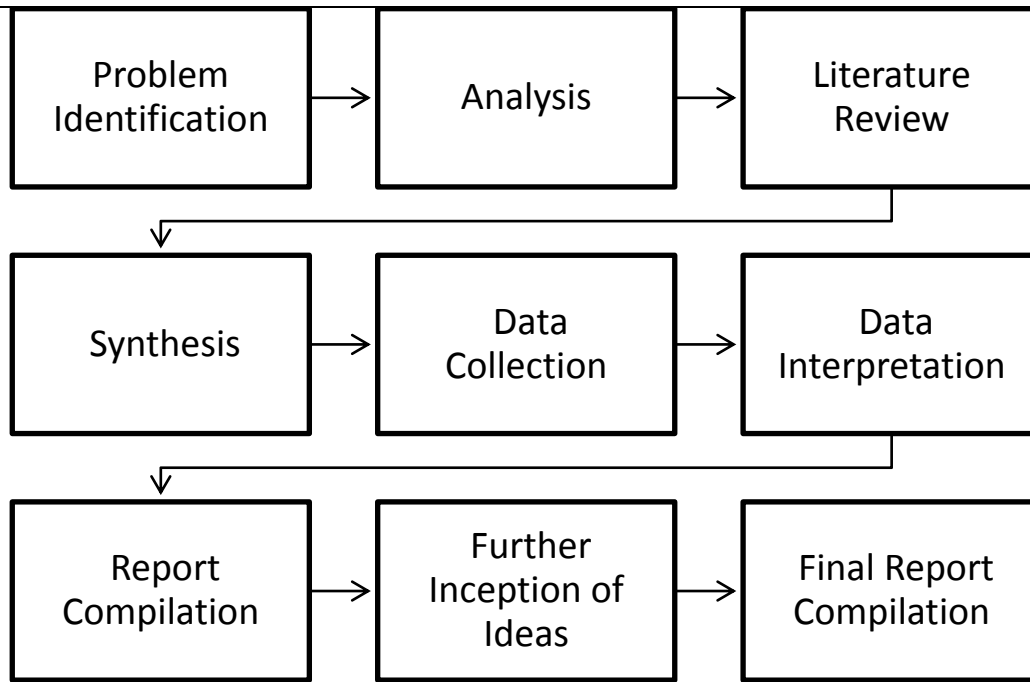 Problem
Identification
Analysis
Literature
Review
Synthesis
Data
Collection
Data
Interpretation
Report
Compilation
Further
Inception of
Ideas
Final Report
Compilation